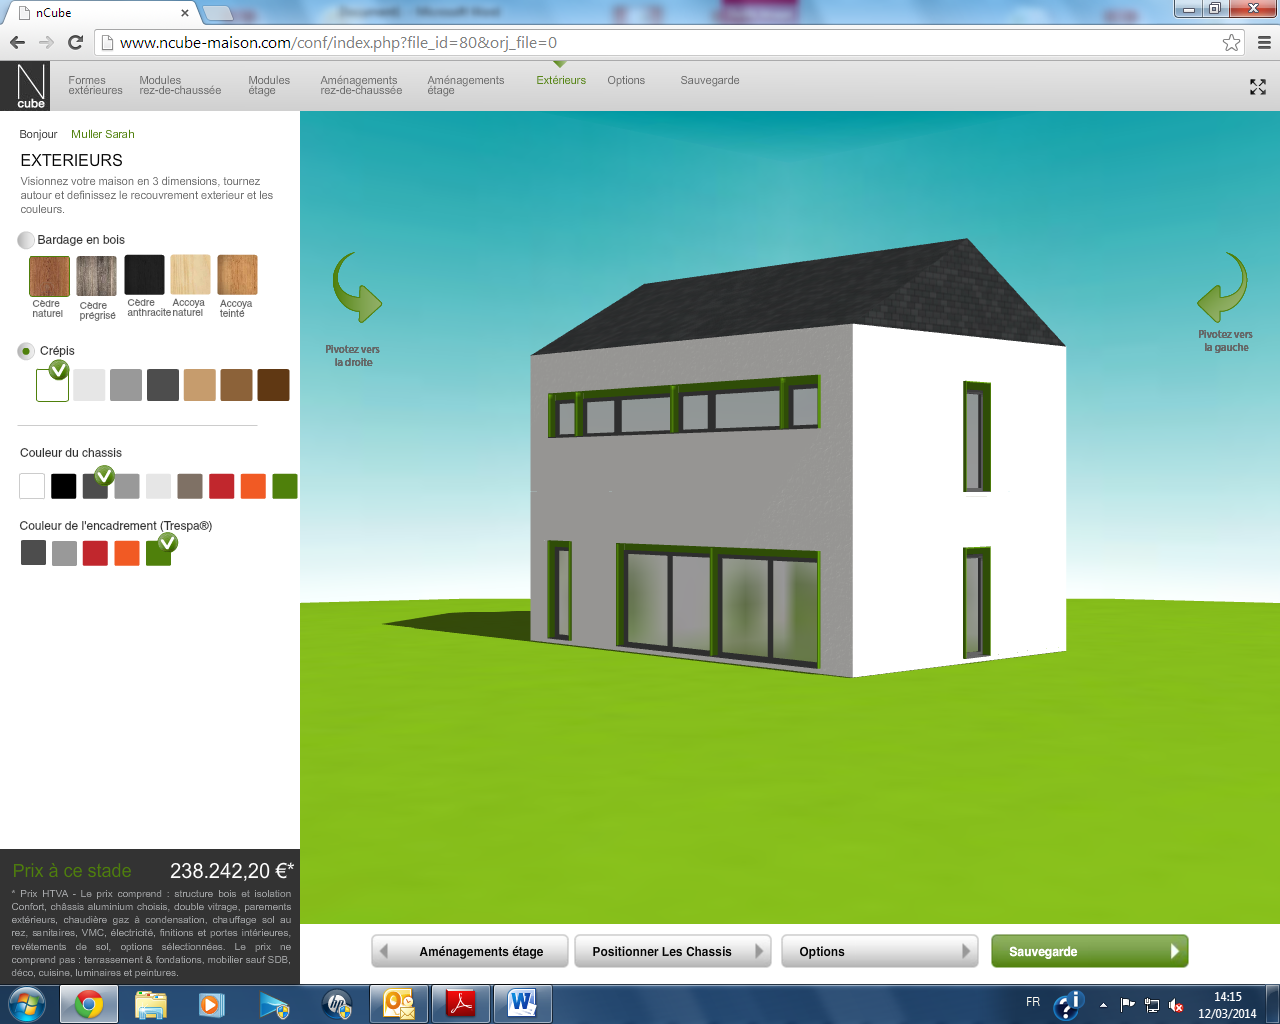 Document1 - Microsoft Word
nCube
www.ncube-maison.com/conf/index.php?file_id=80&orj_file=0
N
cube
Formes
extérieures
Modules
rez-de-chaussée
Modules
étage
Aménagements
rez-de-chaussée
Aménagements
étage
Extérieurs
Options
Sauvegarde
Bonjour Muller Sarah
EXTERIEURS
Visionnez votre maison en 3 dimensions, tournez
autour et definissez le recouvrement exterieur et les
couleurs.
Bardage en bois
Cèdre
naturel
Cèdre
prégrisé
Cèdre
anthracite
Accoya
naturel
Accoya
teinté
Crépis
Couleur du chassis
Couleur de l'encadrement (Trespa®)
Pivotez vers
la droite
Pivotez vers
la gauche
Prix à ce stade 238.242,20 €*
* Prix HTVA - Le prix comprend : structure bois et isolation
Confort, châssis aluminium choisis, double vitrage, parements
extérieurs, chaudière gaz à condensation, chauffage sol au
rez, sanitaires, VMC, électricité, finitions et portes intérieures,
revêtements de sol, options sélectionnées. Le prix ne
comprend pas : terrassement & fondations, mobilier sauf SDB,
déco, cuisine, luminaires et peintures.
Aménagements étage
Positionner Les Chassis
Options
Sauvegarde
FR
14:15
12/03/2014